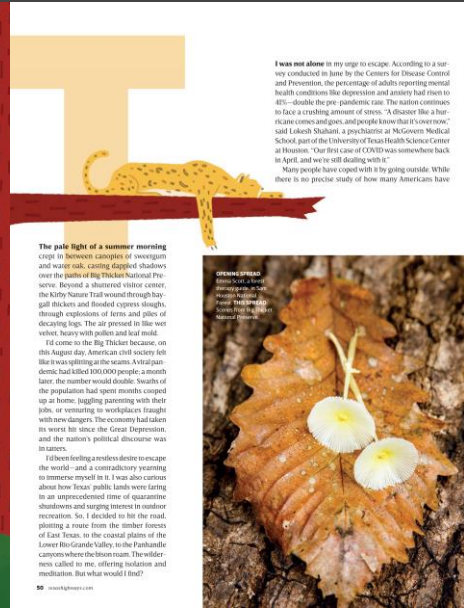 T
The pale light of a summer morning
crept in between canopies of sweetgum
and water oak, casting dappled shadows
over the paths of Big Thicket National Pre-
serve. Beyond a shuttered visitor center,
the Kirby Nature Trail wound through bay-
gall thickets and flooded cypress sloughs,
through explosions of ferns and piles of
decaying logs. The air pressed in like wet
velvet, heavy with pollen and leaf mold.
I'd come to the Big Thicket because, on
this August day, American civil society felt
like it was splitting at the seams. A viral pan-
demic had killed 100,000 people; a month
later, the number would double. Swaths of
the population had spent months cooped
up at home, juggling parenting with their
jobs, or venturing to workplaces fraught
with new dangers. The economy had taken
its worst hit since the Great Depression,
and the nation's political discourse was
in tatters.
I'd been feeling a restless desire to escape
the world—and a contradictory yearning
to immerse myself in it. I was also curious
about how Texas' public lands were faring
in an unprecedented time of quarantine
shutdowns and surging interest in outdoor
recreation. So, I decided to hit the road,
plotting a route from the timber forests
of East Texas, to the coastal plains of the
Lower Rio Grande Valley, to the Panhandle
canyons where the bison roam. The wilder-
ness called to me, offering isolation and
meditation. But what would I find?
I was not alone in my urge to escape. According to a sur-
vey conducted in June by the Centers for Disease Control
and Prevention, the percentage of adults reporting mental
health conditions like depression and anxiety had risen to
41%—double the pre-pandemic rate. The nation continues
to face a crushing amount of stress. "A disaster like a hur-
ricane comes and goes, and people know that it's over now,"
said Lokesh Shahani, a psychiatrist at McGovern Medical
School, part of the University of Texas Health Science Center
at Houston. "Our first case of COVID was somewhere back
in April, and we're still dealing with it."
Many people have coped with it by going outside. While
there is no precise study of how many Americans have
OPENING SPREAD:
Emma Scott, a forest
therapy guide, in Sam
Houston National
Forest. THIS SPREAD:
Scenes from Big Thicket
National Preserve.
50 texashighways.com